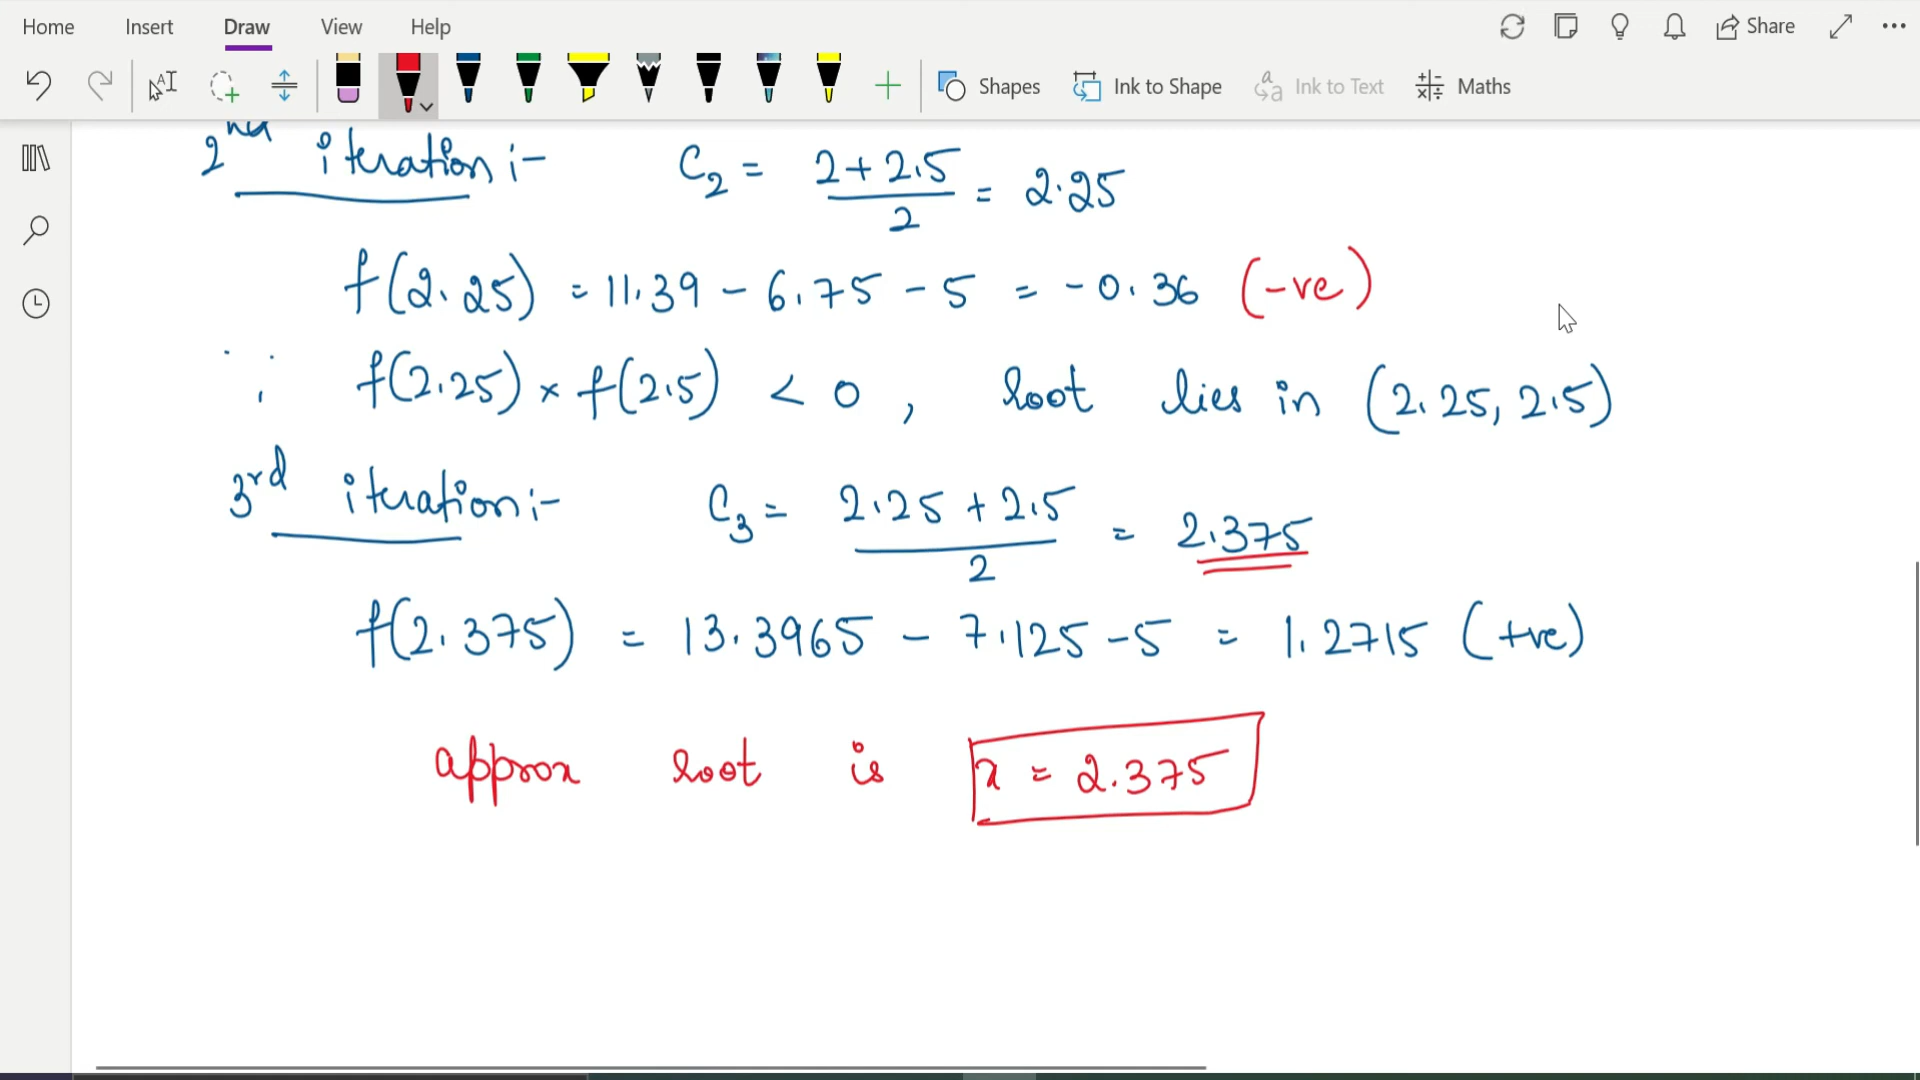 Home Insert Draw View Help Share
Shapes Ink to Shape Ink to Text Maths
2nd iteration :- C2 = (2 + 2.5)/2 = 2.25
f(2.25) = 11.39 - 6.75 - 5 = -0.36 (-ve)
∵ f(2.25) × f(2.5) < 0, root lies in (2.25, 2.5)
3rd iteration :- C3 = (2.25 + 2.5)/2 = 2.375
f(2.375) = 13.3965 - 7.125 - 5 = 1.2715 (+ve)
approx root is x = 2.375